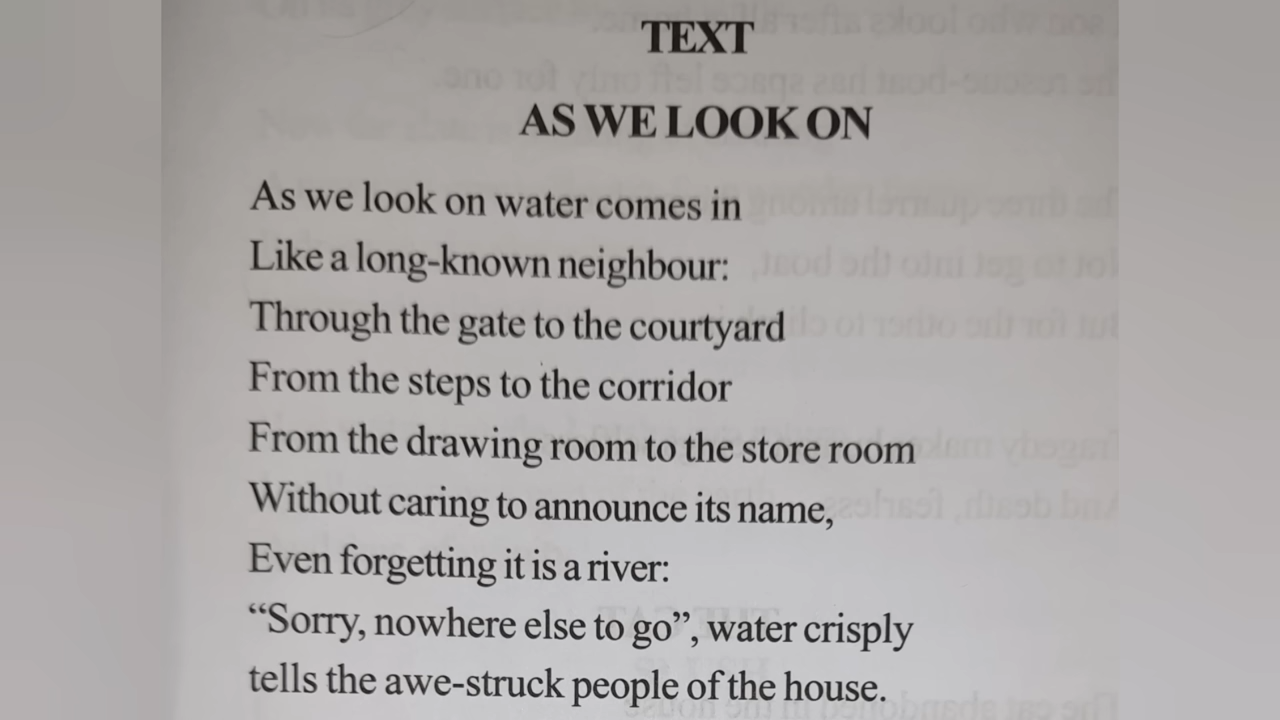 TEXT
AS WE LOOK ON
As we look on water comes in
Like a long-known neighbour:
Through the gate to the courtyard
From the steps to the corridor
From the drawing room to the store room
Without caring to announce its name,
Even forgetting it is a river:
“Sorry, nowhere else to go”, water crisply
tells the awe-struck people of the house.